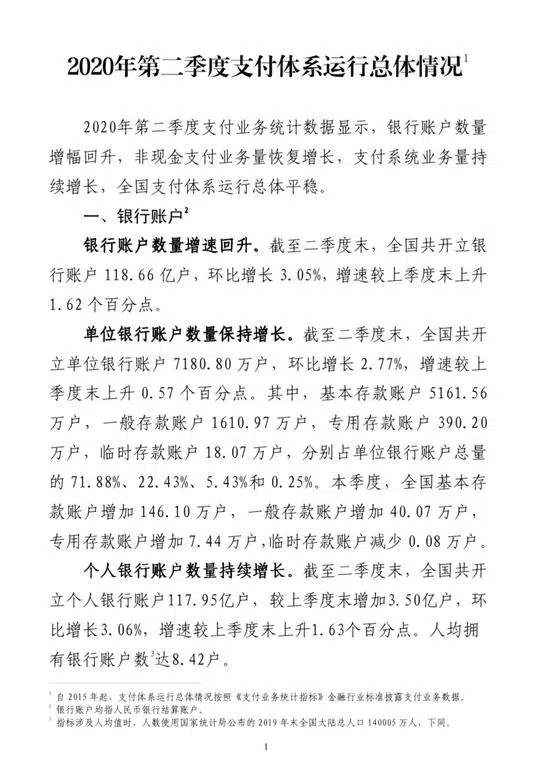 2020年第二季度支付体系运行总体情况1
2020年第二季度支付业务统计数据显示，银行账户数量
增幅回升，非现金支付业务量恢复增长，支付系统业务量持
续增长，全国支付体系运行总体平稳。
一、银行账户2
银行账户数量增速回升。截至二季度末，全国共开立银
行账户 118.66 亿户，环比增长 3.05%，增速较上季度末上升
1.62 个百分点。
单位银行账户数量保持增长。截至二季度末，全国共开
立单位银行账户 7180.80 万户，环比增长 2.77%，增速较上
季度末上升 0.57 个百分点。其中，基本存款账户 5161.56
万户，一般存款账户 1610.97 万户，专用存款账户 390.20
万户，临时存款账户 18.07 万户，分别占单位银行账户总量
的 71.88%、22.43%、5.43%和 0.25%。本季度，全国基本存
款账户增加 146.10 万户，一般存款账户增加 40.07 万户，
专用存款账户增加 7.44 万户，临时存款账户减少 0.08 万户。
个人银行账户数量持续增长。截至二季度末，全国共开
立个人银行账户117.95亿户，较上季度末增加3.50亿户，环
比增长3.06%，增速较上季度末上升1.63个百分点。人均拥
有银行账户数3达8.42户。
1 自 2015 年起，支付体系运行总体情况按照《支付业务统计指标》金融行业标准披露支付业务数据。
2 银行账户均指人民币银行结算账户。
3 指标涉及人均值时，人数使用国家统计局公布的 2019 年末全国大陆总人口 140005 万人，下同。
1